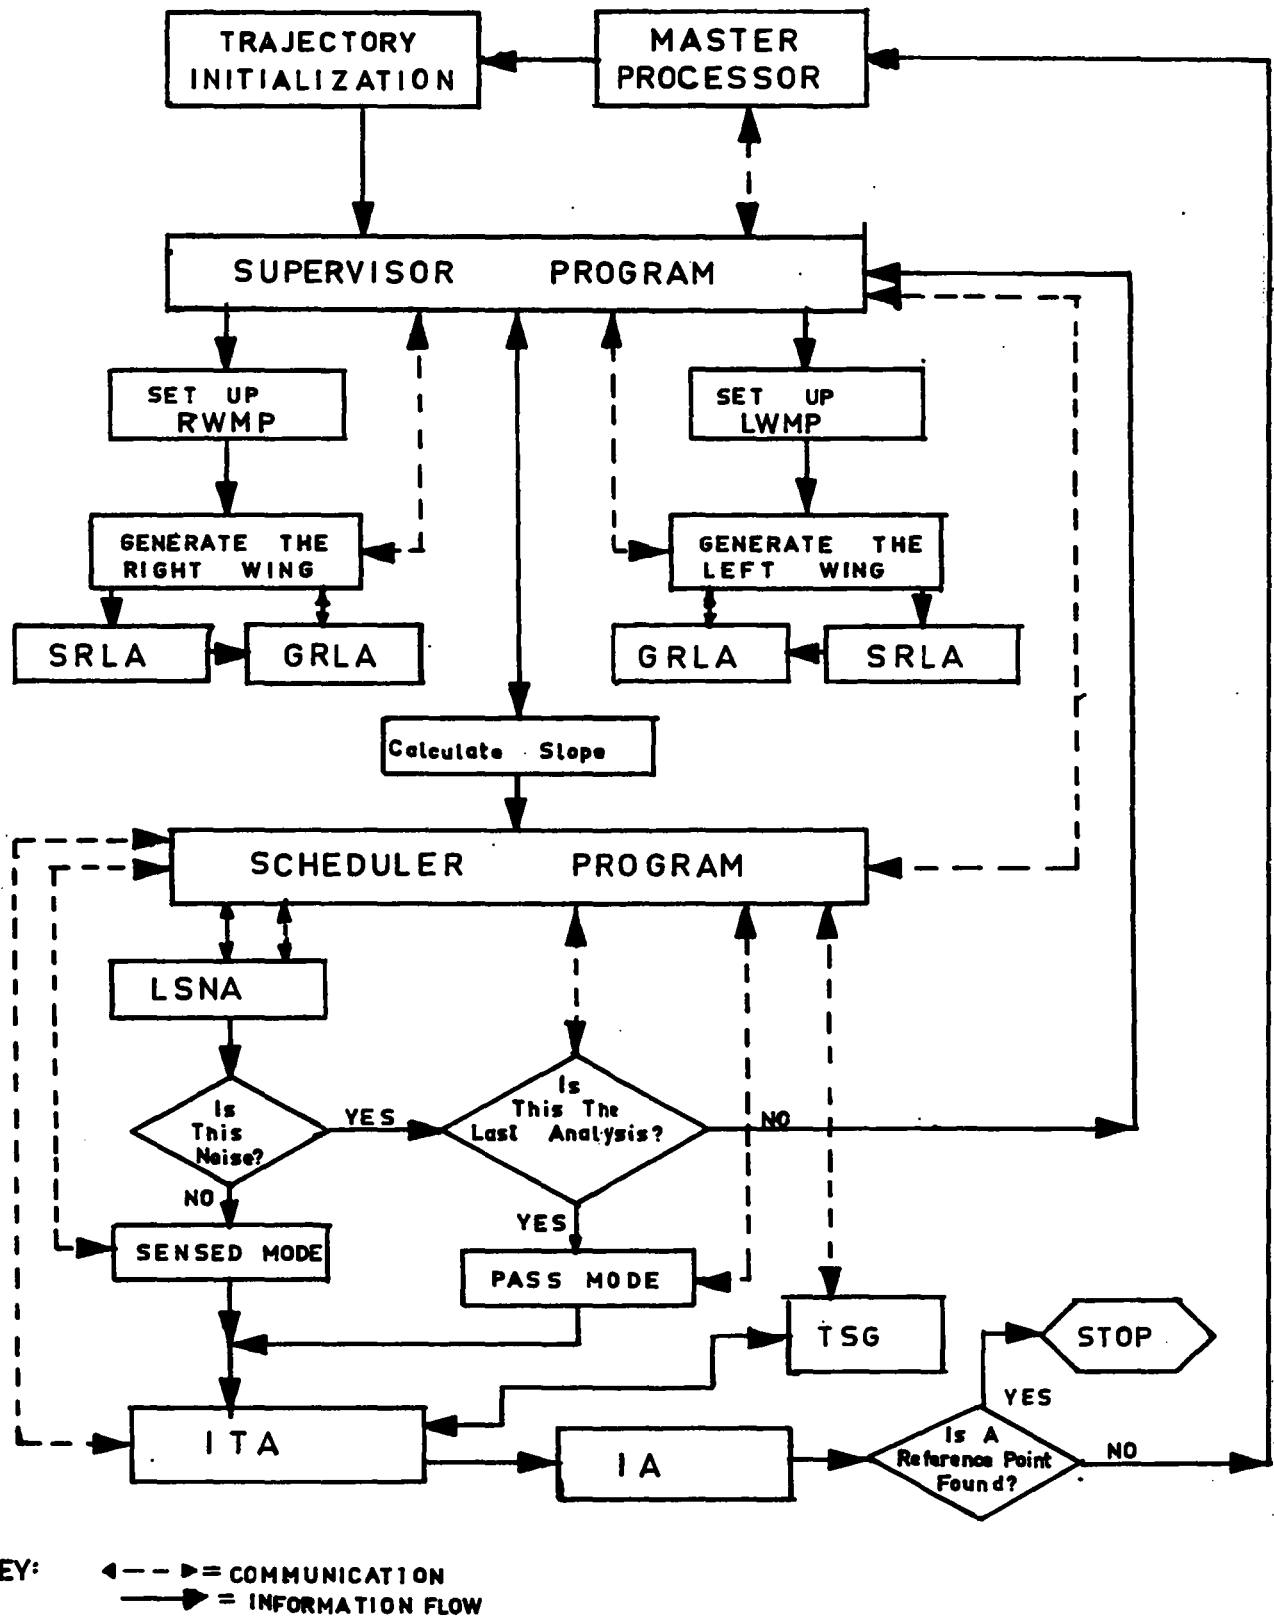 TRAJECTORY
INITIALIZATION
MASTER
PROCESSOR
SUPERVISOR PROGRAM
SET UP
RWMP
SET UP
LWMP
GENERATE THE
RIGHT WING
GENERATE THE
LEFT WING
SRLA
GRLA
GRLA
SRLA
Calculate Slope
SCHEDULER PROGRAM
LSNA
Is
This
Noise?
YES
Is
This The
Last Analysis?
NO
NO
YES
SENSED MODE
PASS MODE
TSG
STOP
YES
ITA
IA
Is A
Reference Point
Found?
NO
EY:
= COMMUNICATION
= INFORMATION FLOW